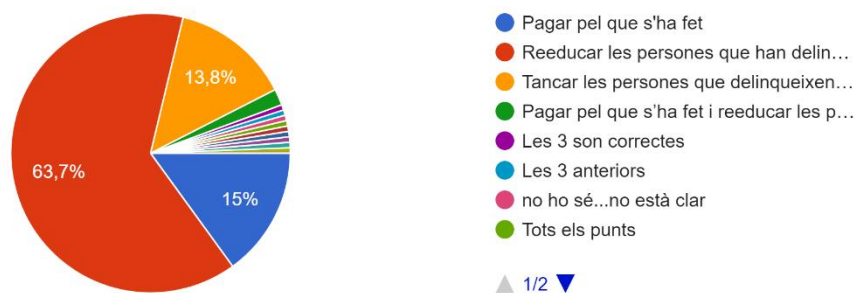 Pagar pel que s'ha fet
Reeducar les persones que han delin…
Tancar les persones que delinqueixen…
Pagar pel que s’ha fet i reeducar les p…
Les 3 son correctes
Les 3 anteriors
no ho sé...no està clar
Tots els punts
1/2
13,8%
63,7%
15%